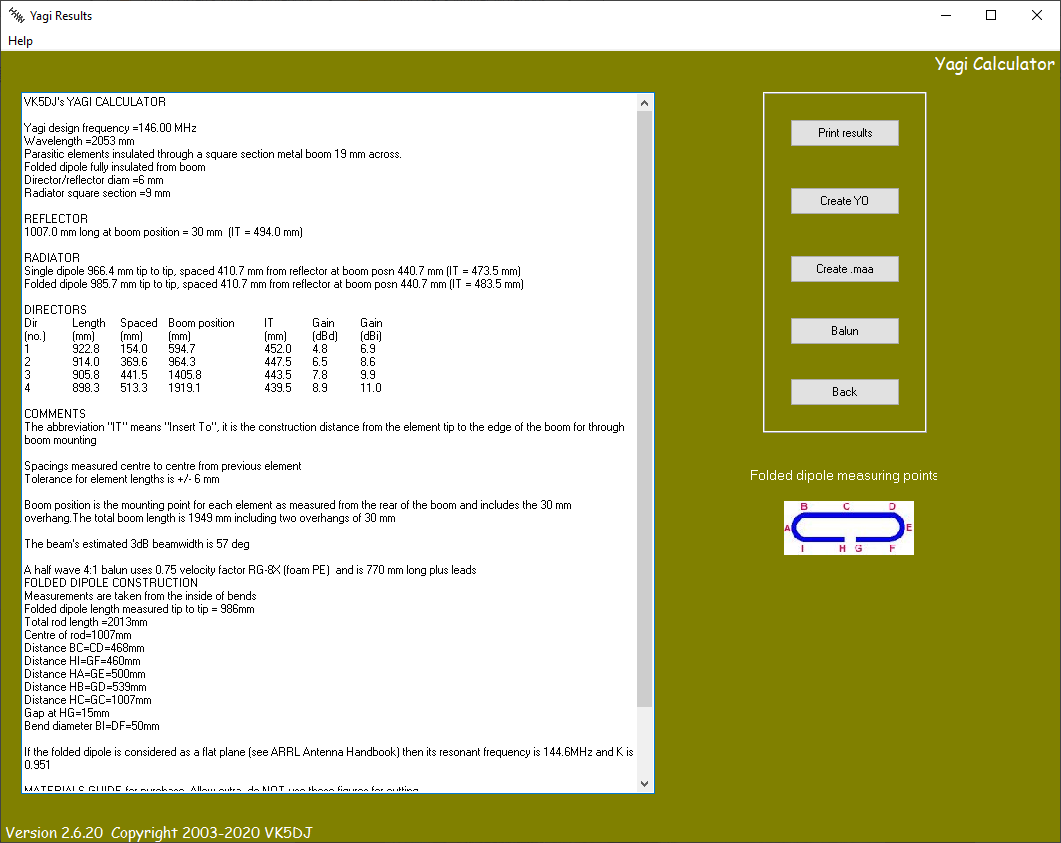 Yagi Results
Help
Yagi Calculator
VK5DJ's YAGI CALCULATOR
Yagi design frequency =146.00 MHz
Wavelength =2053 mm
Parasitic elements insulated through a square section metal boom 19 mm across.
Folded dipole fully insulated from boom
Director/reflector diam =6 mm
Radiator square section =9 mm
REFLECTOR
1007.0 mm long at boom position = 30 mm  (IT = 494.0 mm)
RADIATOR
Single dipole 966.4 mm tip to tip, spaced 410.7 mm from reflector at boom posn 440.7 mm (IT = 473.5 mm)
Folded dipole 985.7 mm tip to tip, spaced 410.7 mm from reflector at boom posn 440.7 mm (IT = 483.5 mm)
DIRECTORS
Dir Length Spaced Boom position IT Gain Gain
(no.) (mm) (mm) (mm) (mm) (dBd) (dBi)
1 922.8 154.0 594.7 452.0 4.8 6.9
2 914.0 369.6 964.3 447.5 6.5 8.6
3 905.8 441.5 1405.8 443.5 7.8 9.9
4 898.3 513.3 1919.1 439.5 8.9 11.0
COMMENTS
The abbreviation "IT" means "Insert To", it is the construction distance from the element tip to the edge of the boom for through
boom mounting
Spacings measured centre to centre from previous element
Tolerance for element lengths is +/- 6 mm
Boom position is the mounting point for each element as measured from the rear of the boom and includes the 30 mm
overhang.The total boom length is 1949 mm including two overhangs of 30 mm
The beam's estimated 3dB beamwidth is 57 deg
A half wave 4:1 balun uses 0.75 velocity factor RG-8X (foam PE)  and is 770 mm long plus leads
FOLDED DIPOLE CONSTRUCTION
Measurements are taken from the inside of bends
Folded dipole length measured tip to tip = 986mm
Total rod length =2013mm
Centre of rod=1007mm
Distance BC=CD=468mm
Distance HI=GF=460mm
Distance HA=GE=500mm
Distance HB=GD=539mm
Distance HC=GC=1007mm
Gap at HG=15mm
Bend diameter BI=DF=50mm
If the folded dipole is considered as a flat plane (see ARRL Antenna Handbook) then its resonant frequency is 144.6MHz and K is
0.951
MATERIALS GUIDE for purchase. Allow extra, do NOT use these figures for cutting
Print results
Create YO
Create .maa
Balun
Back
Folded dipole measuring points
B C D
A E
I H G F
Version 2.6.20  Copyright 2003-2020 VK5DJ